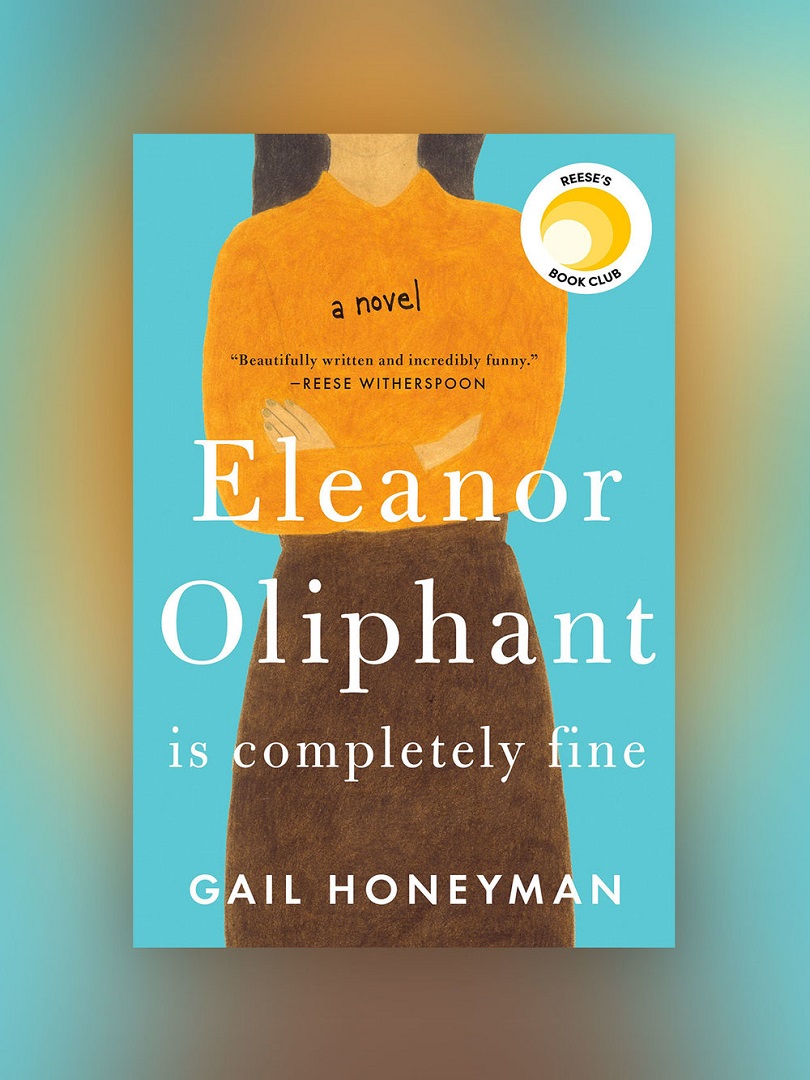 REESE'S
BOOK CLUB
a novel
“Beautifully written and incredibly funny.”
—REESE WITHERSPOON
Eleanor
Oliphant
is completely fine
GAIL HONEYMAN